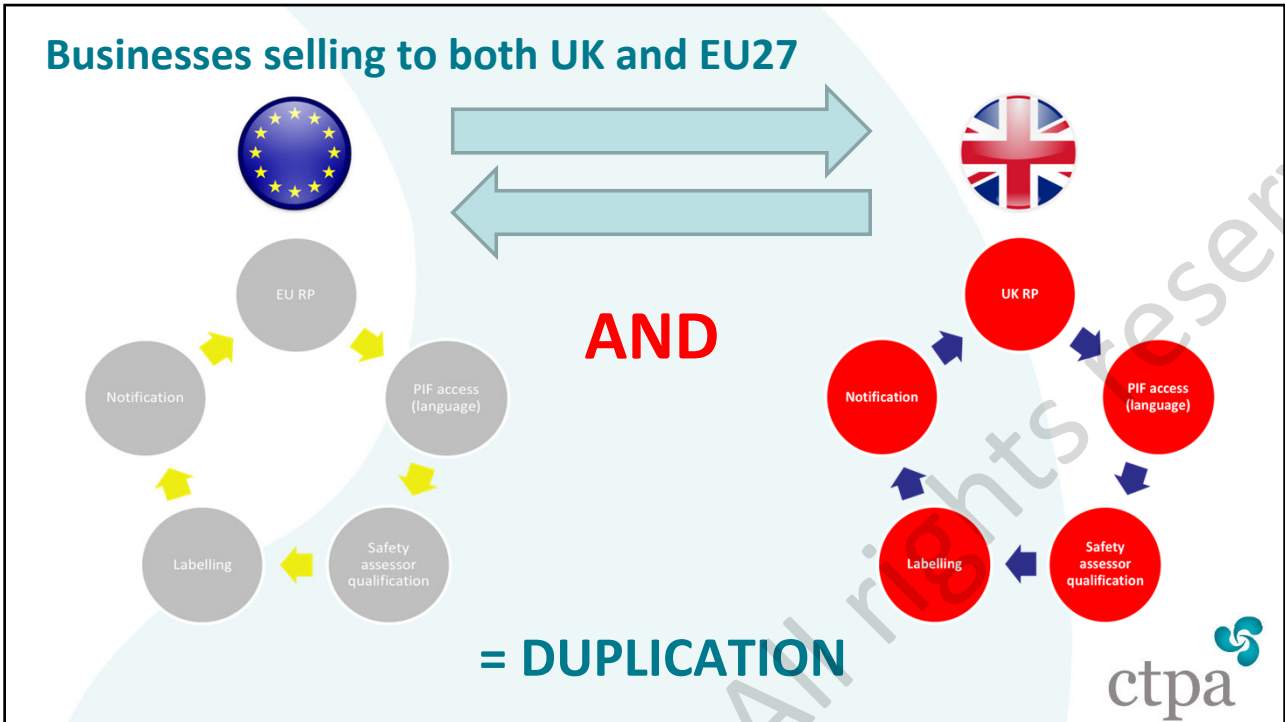 Businesses selling to both UK and EU27
EU RP
PIF access
(language)
Safety
assessor
qualification
Labelling
Notification
AND
UK RP
PIF access
(language)
Safety
assessor
qualification
Labelling
Notification
= DUPLICATION
ctpa
All rights reser